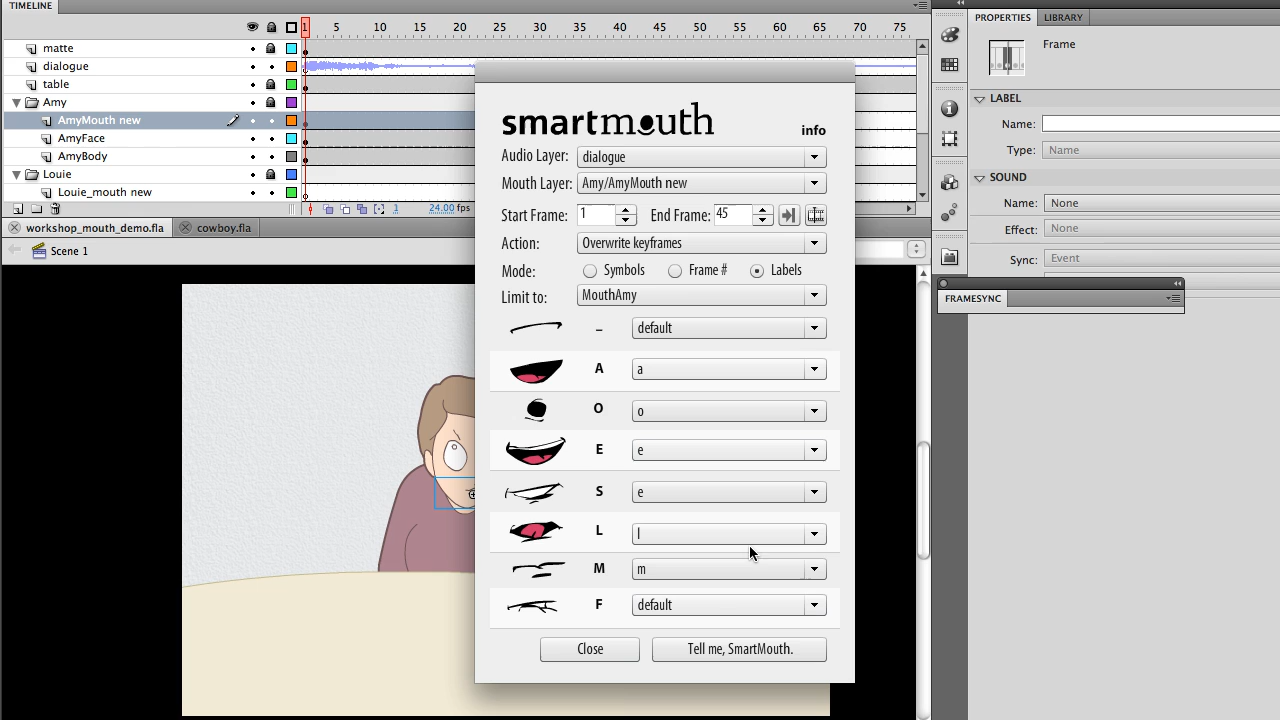 TIMELINE
1 5 10 15 20 25 30 35 40 45 50 55 60 65 70 75
matte
dialogue
table
Amy
AmyMouth new
AmyFace
AmyBody
Louie
Louie_mouth new
1 24.00 fps
workshop_mouth_demo.fla cowboy.fla
Scene 1
smartmouth
info
Audio Layer: dialogue
Mouth Layer: Amy/AmyMouth new
Start Frame: 1 End Frame: 45
Action: Overwrite keyframes
Mode: Symbols Frame # Labels
Limit to: MouthAmy
– default
A a
O o
E e
S e
L l
M m
F default
Close Tell me, SmartMouth.
PROPERTIES LIBRARY
Frame
LABEL
Name:
Type: Name
SOUND
Name: None
Effect: None
Sync: Event
FRAMESYNC